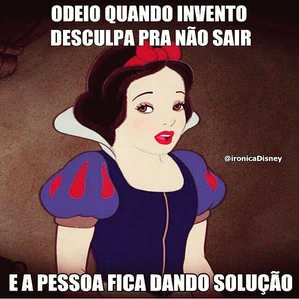 ODEIO QUANDO INVENTO
DESCULPA PRA NÃO SAIR
@ironicaDisney
E A PESSOA FICA DANDO SOLUÇÃO